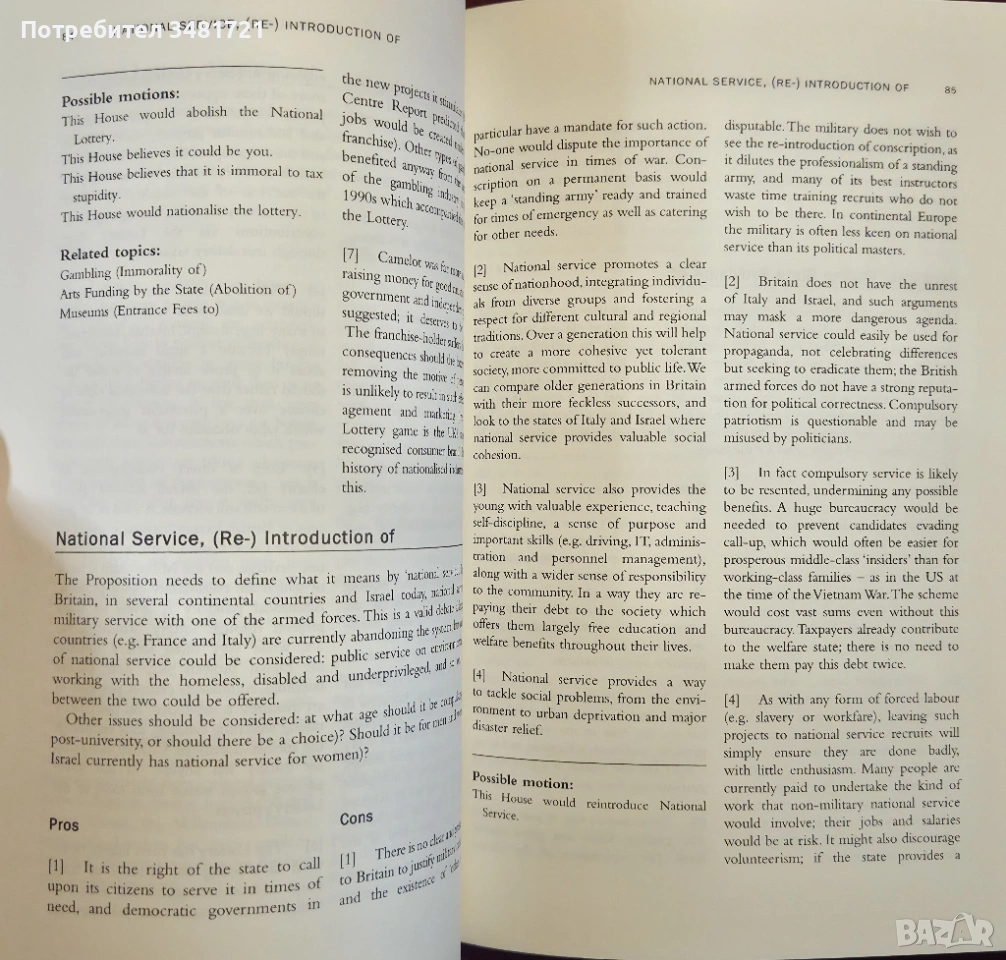 Потребител 3481721
NATIONAL SERVICE, (RE-) INTRODUCTION OF
Possible motions:
This House would abolish the National
Lottery.
This House believes it could be you.
This House believes that it is immoral to tax
stupidity.
This House would nationalise the lottery.
Related topics:
Gambling (Immorality of)
Arts Funding by the State (Abolition of)
Museums (Entrance Fees to)
the new projects it
Centre Report
jobs would be created
franchise). Other types of
benefited anyway from the
of the gambling
1990s which
the Lottery.
[7] Camelot was
raising money for good
government and
suggested; it deserves to
The franchise-holder
consequences should the
removing the motive of
is unlikely to result in
agement and marketing
Lottery game is the
recognised consumer
history of nationalised
this.
National Service, (Re-) Introduction of
The Proposition needs to define what it means by 'national
Britain, in several continental countries and Israel today,
military service with one of the armed forces. This is a valid
countries (e.g. France and Italy) are currently abandoning the system
of national service could be considered: public service on
working with the homeless, disabled and underprivileged, and
between the two could be offered.
Other issues should be considered: at what age should it be
post-university, or should there be a choice)? Should it be for men
Israel currently has national service for women)?
Pros
[1] It is the right of the state to call
upon its citizens to serve it in times of
need, and democratic governments in
Cons
[1] There is no clear
to Britain to justify
and the existence of
NATIONAL SERVICE, (RE-) INTRODUCTION OF 85
particular have a mandate for such action.
No-one would dispute the importance of
national service in times of war. Con-
scription on a permanent basis would
keep a 'standing army' ready and trained
for times of emergency as well as catering
for other needs.
[2] National service promotes a clear
sense of nationhood, integrating individu-
als from diverse groups and fostering a
respect for different cultural and regional
traditions. Over a generation this will help
to create a more cohesive yet tolerant
society, more committed to public life. We
can compare older generations in Britain
with their more feckless successors, and
look to the states of Italy and Israel where
national service provides valuable social
cohesion.
[3] National service also provides the
young with valuable experience, teaching
self-discipline, a sense of purpose and
important skills (e.g. driving, IT, adminis-
tration and personnel management),
along with a wider sense of responsibility
to the community. In a way they are re-
paying their debt to the society which
offers them largely free education and
welfare benefits throughout their lives.
[4] National service provides a way
to tackle social problems, from the envi-
ronment to urban deprivation and major
disaster relief.
Possible motion:
This House would reintroduce National
Service.
disputable. The military does not wish to
see the re-introduction of conscription, as
it dilutes the professionalism of a standing
army, and many of its best instructors
waste time training recruits who do not
wish to be there. In continental Europe
the military is often less keen on national
service than its political masters.
[2] Britain does not have the unrest
of Italy and Israel, and such arguments
may mask a more dangerous agenda.
National service could easily be used for
propaganda, not celebrating differences
but seeking to eradicate them; the British
armed forces do not have a strong reputa-
tion for political correctness. Compulsory
patriotism is questionable and may be
misused by politicians.
[3] In fact compulsory service is likely
to be resented, undermining any possible
benefits. A huge bureaucracy would be
needed to prevent candidates evading
call-up, which would often be easier for
prosperous middle-class 'insiders' than for
working-class families – as in the US at
the time of the Vietnam War. The scheme
would cost vast sums even without this
bureaucracy. Taxpayers already contribute
to the welfare state; there is no need to
make them pay this debt twice.
[4] As with any form of forced labour
(e.g. slavery or workfare), leaving such
projects to national service recruits will
simply ensure they are done badly,
with little enthusiasm. Many people are
currently paid to undertake the kind of
work that non-military national service
would involve; their jobs and salaries
would be at risk. It might also discourage
volunteerism; if the state provides a
BAZAR